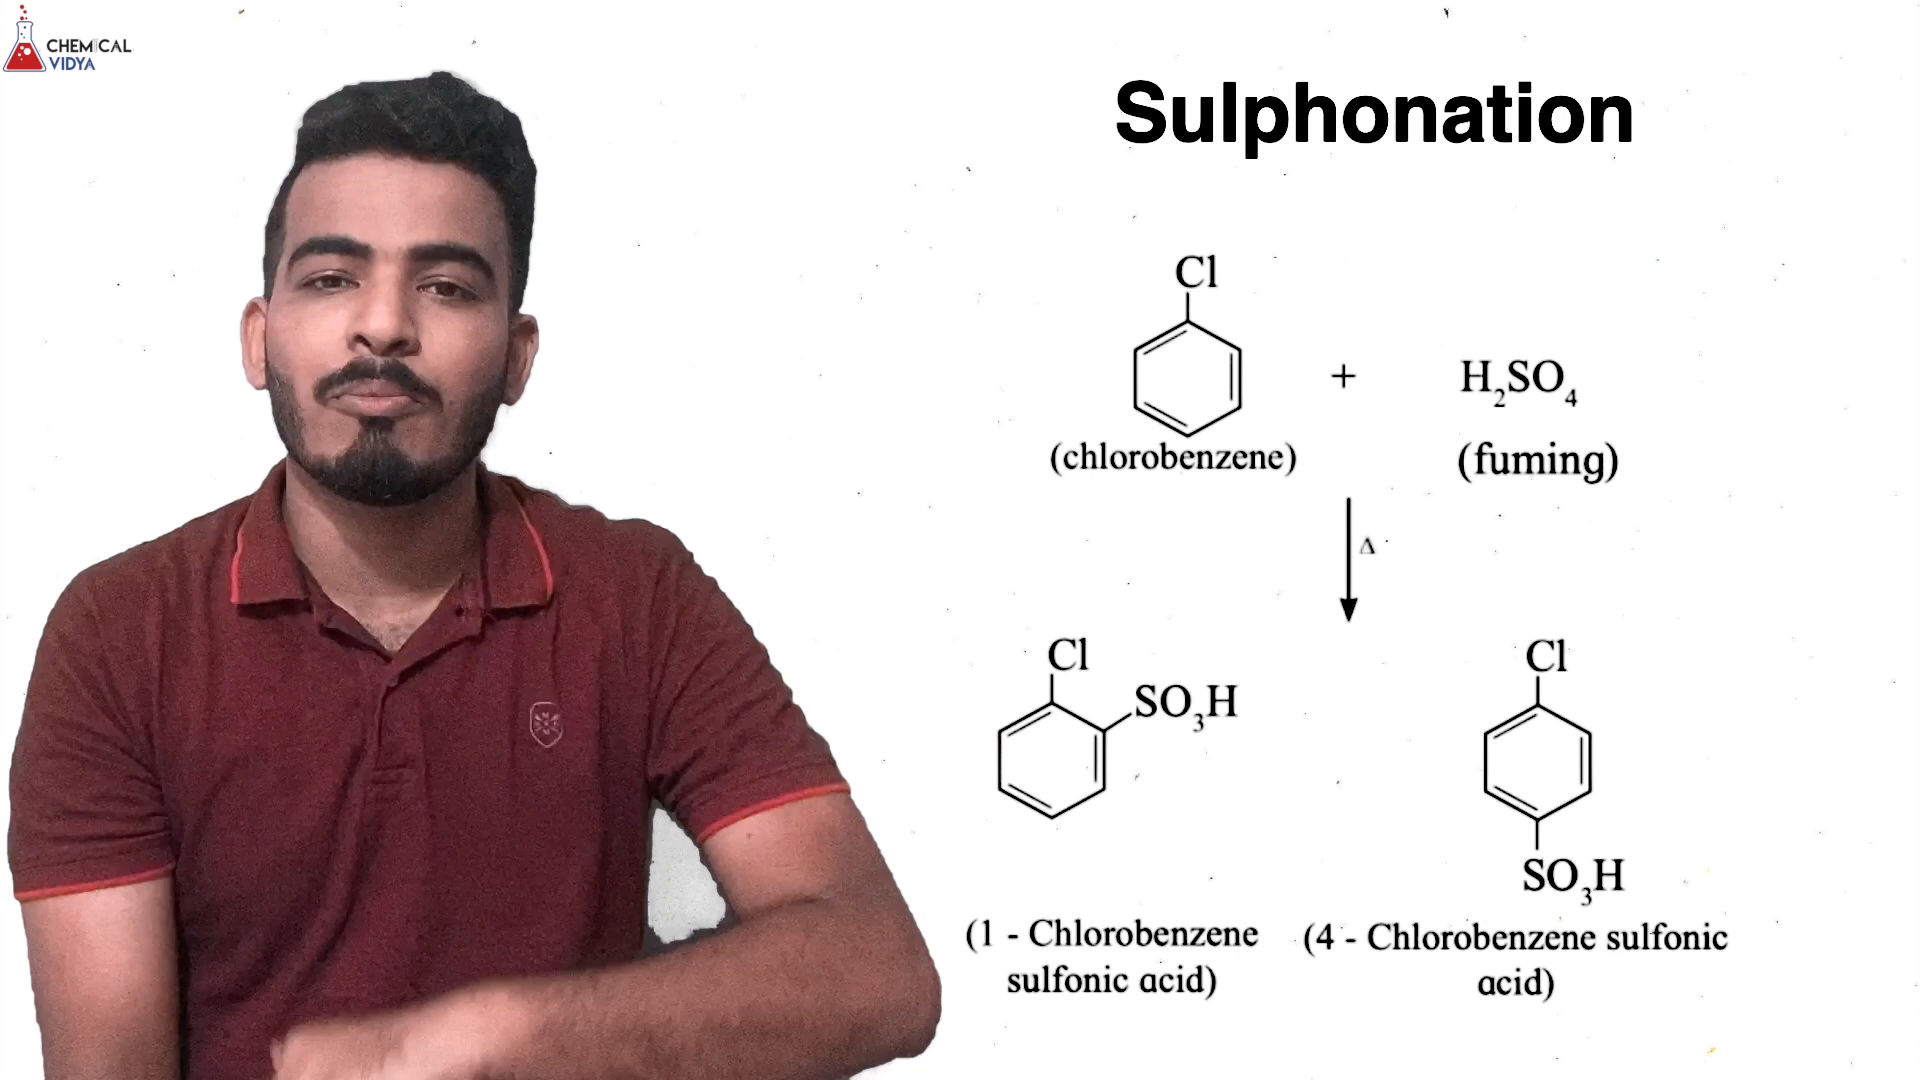 CHEMICAL
VIDYA
Sulphonation
Cl
+ H₂SO₄
(chlorobenzene) (fuming)
Δ
Cl
SO₃H
Cl
SO₃H
(1 - Chlorobenzene
sulfonic acid)
(4 - Chlorobenzene sulfonic
acid)